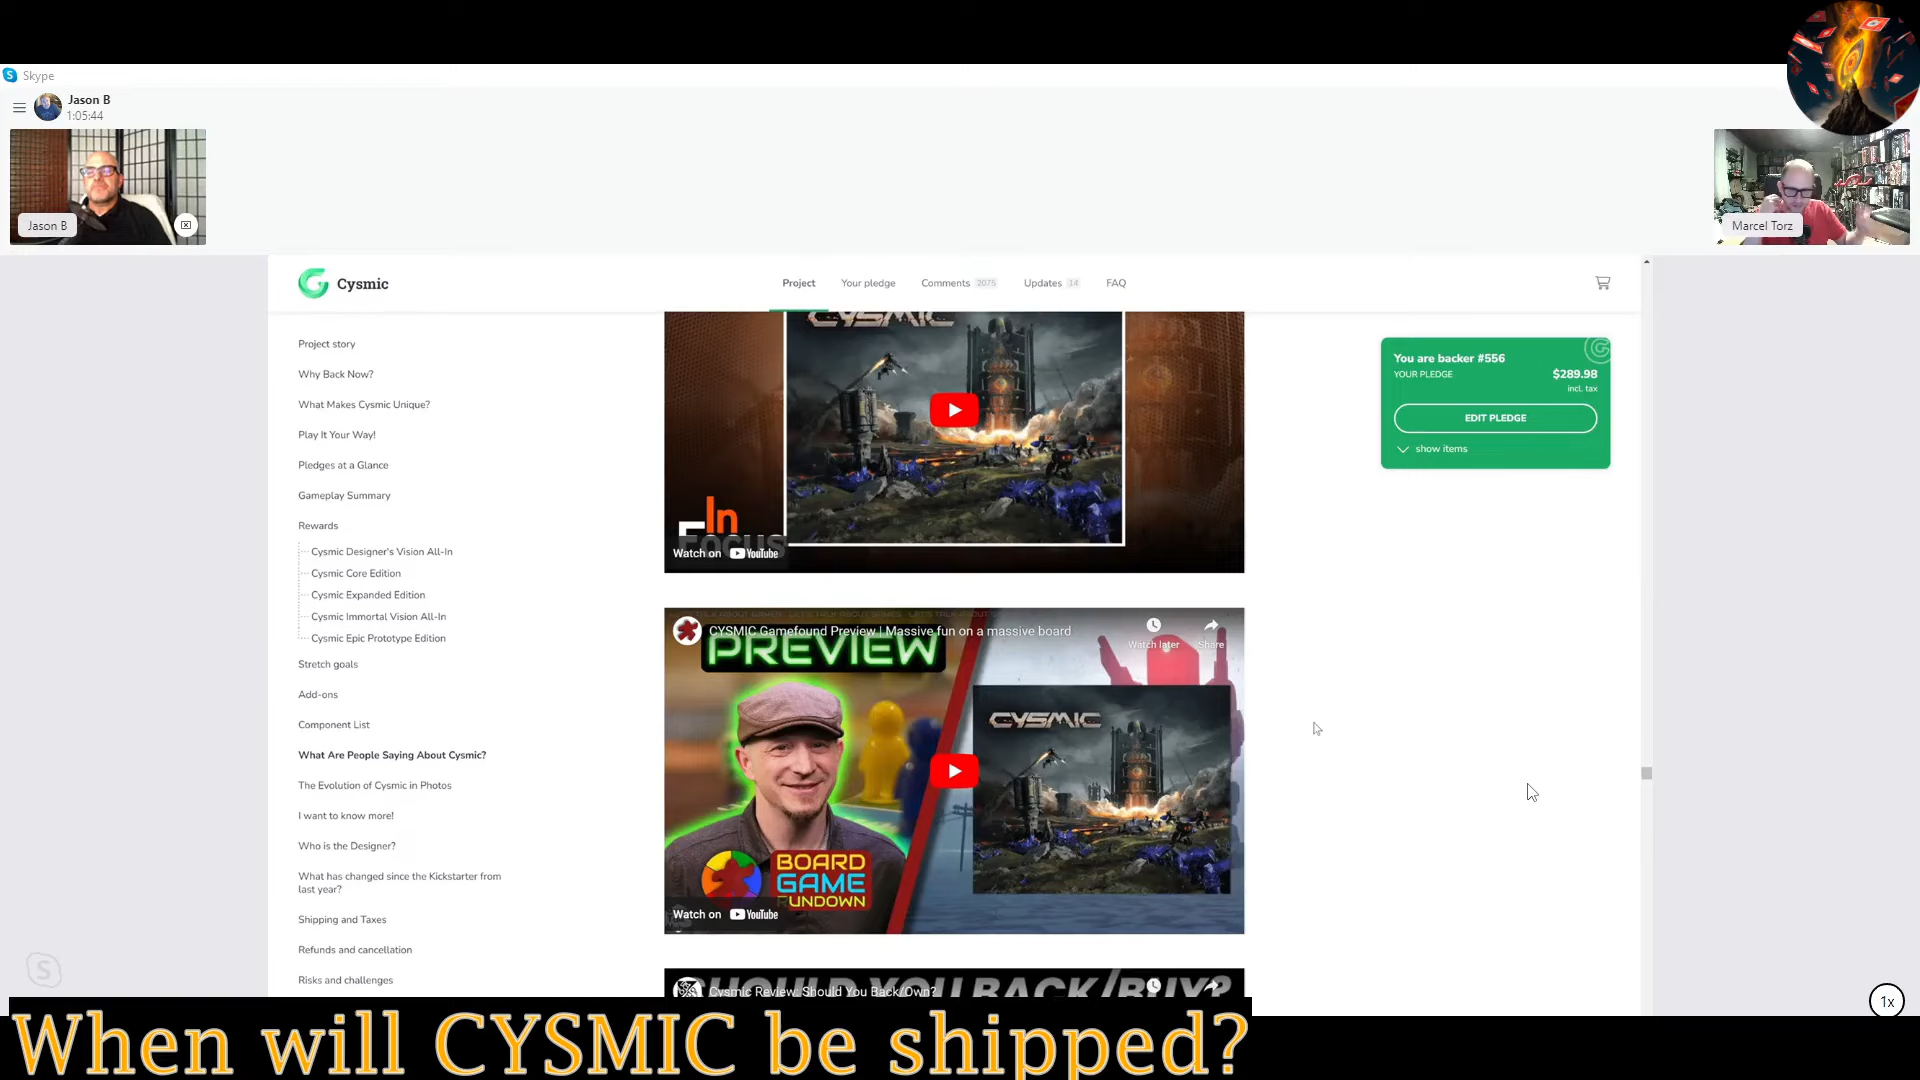 Skype
Jason B
1:05:44
Jason B
Marcel Torz
Cysmic
Project
Your pledge
Comments 2075
Updates 14
FAQ
Project story
Why Back Now?
What Makes Cysmic Unique?
Play It Your Way!
Pledges at a Glance
Gameplay Summary
Rewards
Cysmic Designer's Vision All-In
Cysmic Core Edition
Cysmic Expanded Edition
Cysmic Immortal Vision All-In
Cysmic Epic Prototype Edition
Stretch goals
Add-ons
Component List
What Are People Saying About Cysmic?
The Evolution of Cysmic in Photos
I want to know more!
Who is the Designer?
What has changed since the Kickstarter from
last year?
Shipping and Taxes
Refunds and cancellation
Risks and challenges
CYSMIC
In
Focus
Watch on YouTube
CYSMIC Gamefound Preview | Massive fun on a massive board
Watch later
Share
PREVIEW
CYSMIC
BOARD
GAME
RUNDOWN
Watch on YouTube
SHOULD YOU BACK/BUY?
Cysmic Review: Should You Back/Own?
You are backer #556
YOUR PLEDGE
$289.98
incl. tax
EDIT PLEDGE
show items
1x
When will CYSMIC be shipped?